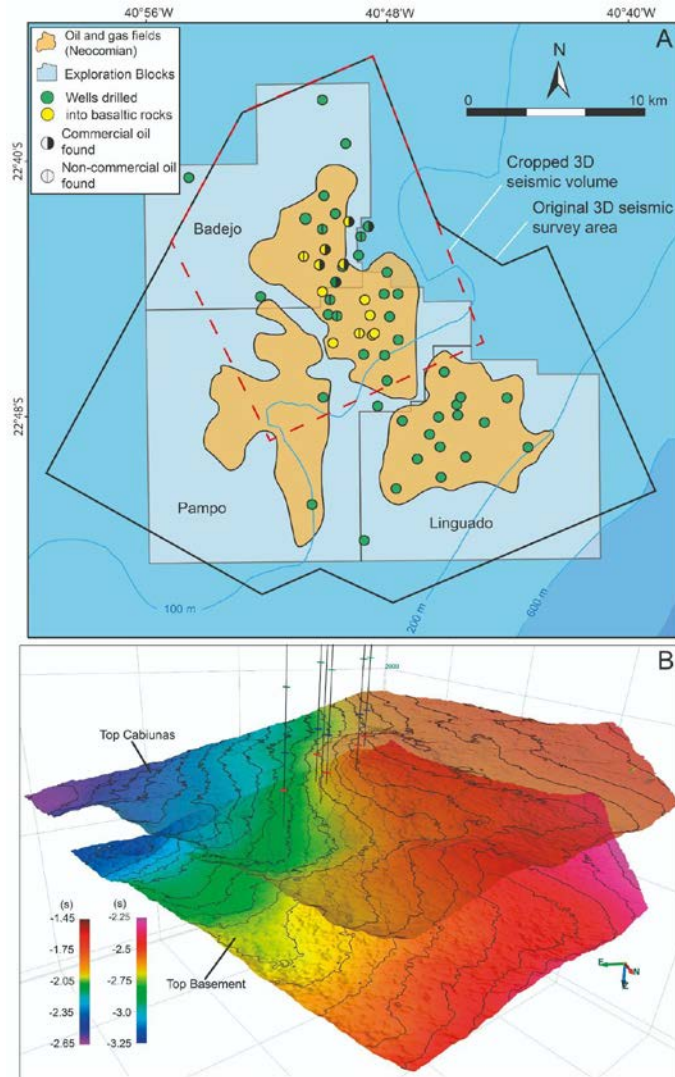 40°56'W
40°48'W
40°40'W
A
Oil and gas fields
(Neocomian)
Exploration Blocks
Wells drilled
into basaltic rocks
Commercial oil
found
Non-commercial oil
found
N
0
10 km
22°40'S
Cropped 3D
seismic volume
Original 3D seismic
survey area
Badejo
22°48'S
Pampo
Linguado
100 m
200 m
600 m
B
2000
Top Cabiunas
(s)
(s)
-1.45
-2.25
-1.75
-2.5
-2.05
-2.75
-2.35
-3.0
-2.65
-3.25
Top Basement
E
N
Z